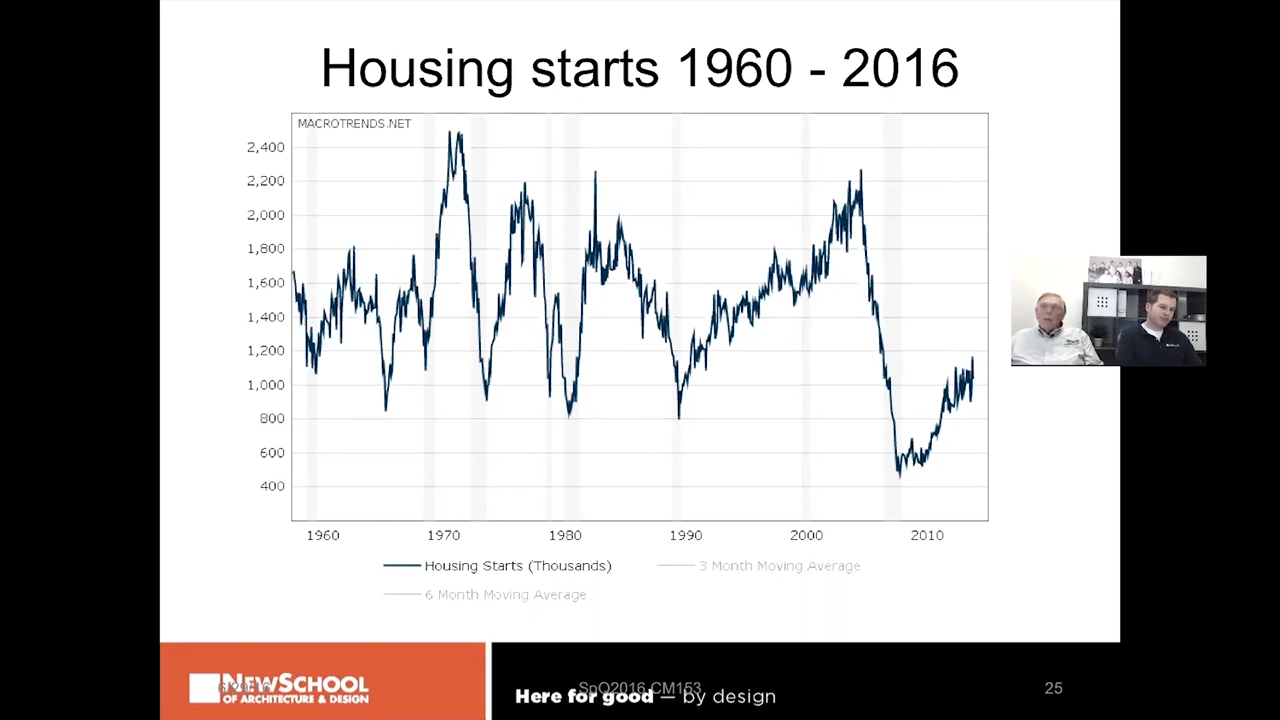 Housing starts 1960 - 2016
MACROTRENDS.NET
2,400
2,200
2,000
1,800
1,600
1,400
1,200
1,000
800
600
400
1960 1970 1980 1990 2000 2010
Housing Starts (Thousands) 3 Month Moving Average
6 Month Moving Average
NEWSCHOOL
OF ARCHITECTURE & DESIGN
SpQ2016 CM153
Here for good — by design
25